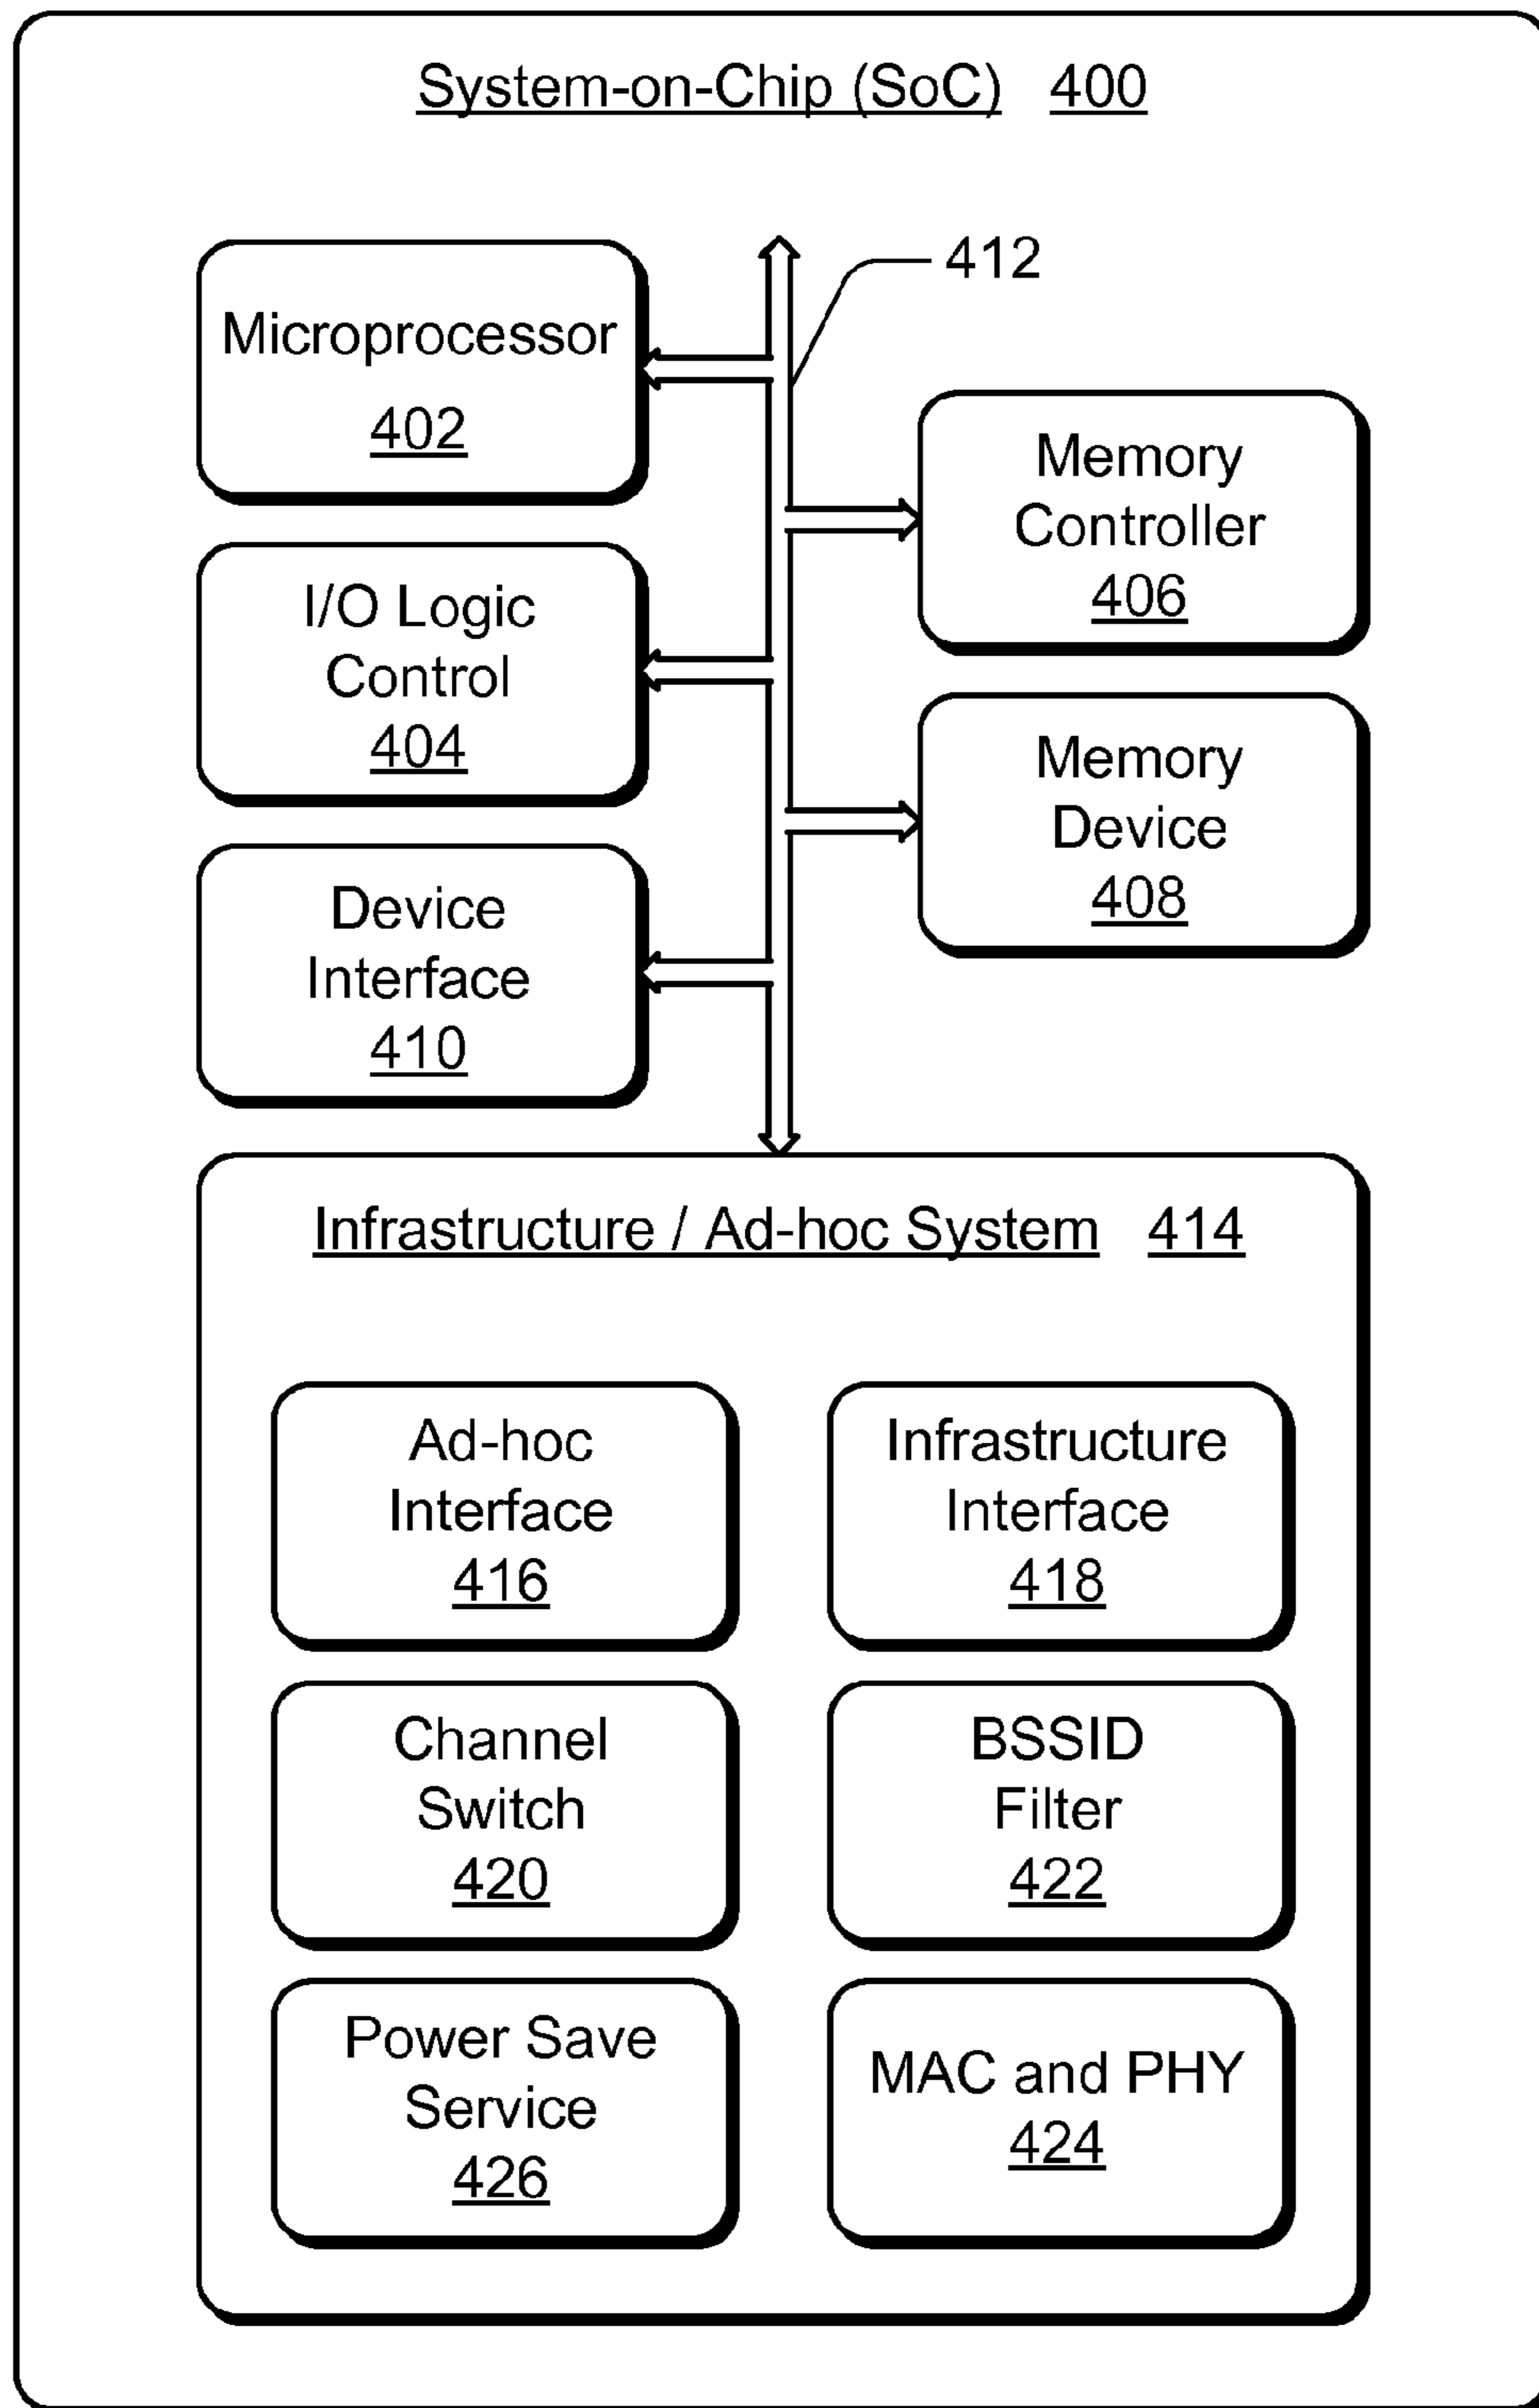 System-on-Chip (SoC) 400
412
Microprocessor
402
Memory
Controller
406
I/O Logic
Control
404
Memory
Device
408
Device
Interface
410
Infrastructure / Ad-hoc System 414
Ad-hoc
Interface
416
Infrastructure
Interface
418
Channel
Switch
420
BSSID
Filter
422
Power Save
Service
426
MAC and PHY
424